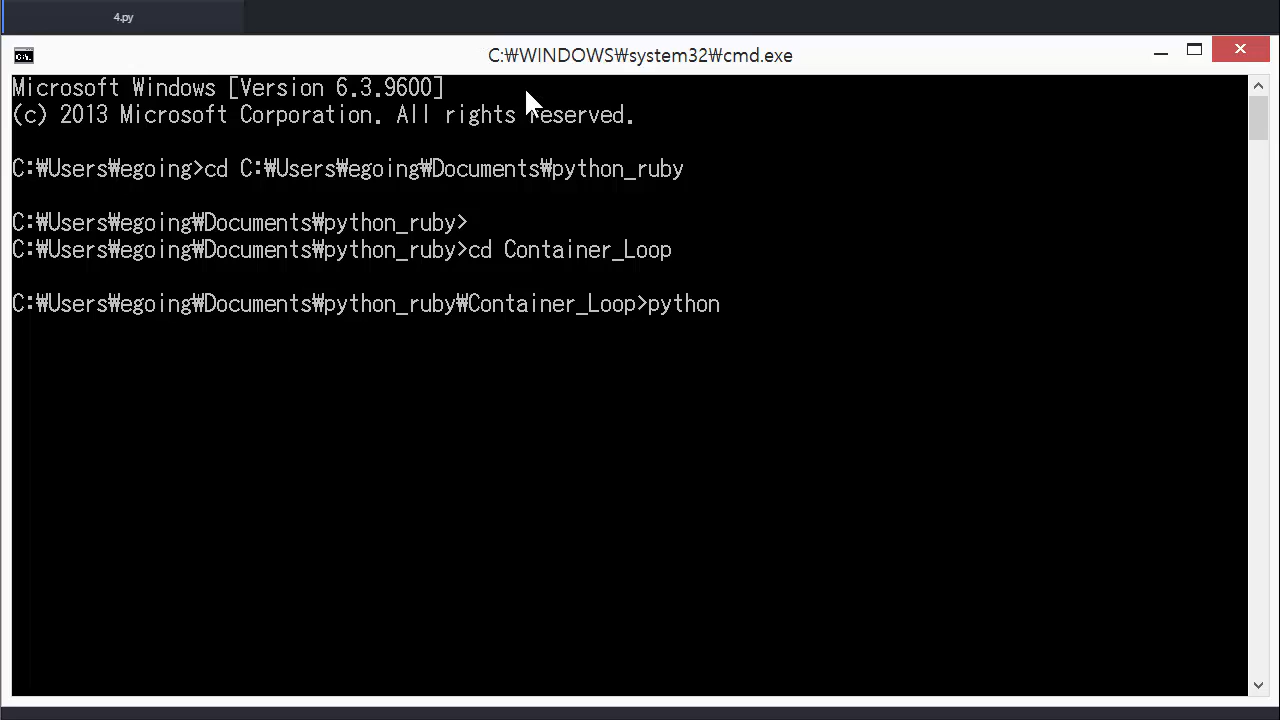 4.py
C:₩WINDOWS₩system32₩cmd.exe
Microsoft Windows [Version 6.3.9600]
(c) 2013 Microsoft Corporation. All rights reserved.
C:₩Users₩egoing>cd C:₩Users₩egoing₩Documents₩python_ruby
C:₩Users₩egoing₩Documents₩python_ruby>
C:₩Users₩egoing₩Documents₩python_ruby>cd Container_Loop
C:₩Users₩egoing₩Documents₩python_ruby₩Container_Loop>python